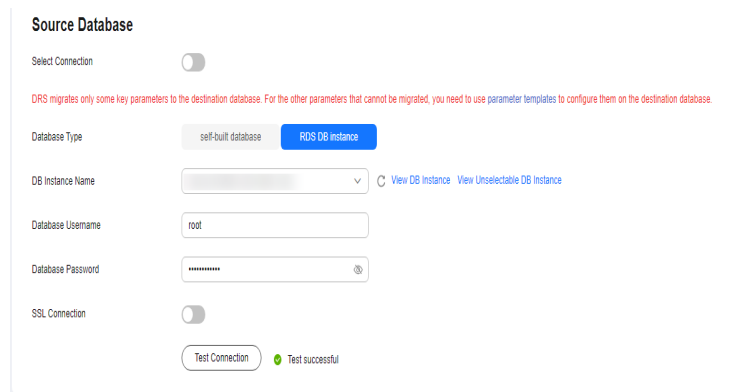 Source Database
Select Connection
DRS migrates only some key parameters to the destination database. For the other parameters that cannot be migrated, you need to use parameter templates to configure them on the destination database.
Database Type self-built database RDS DB instance
DB Instance Name View DB Instance View Unselectable DB Instance
Database Username root
Database Password ••••••••••••
SSL Connection
Test Connection Test successful